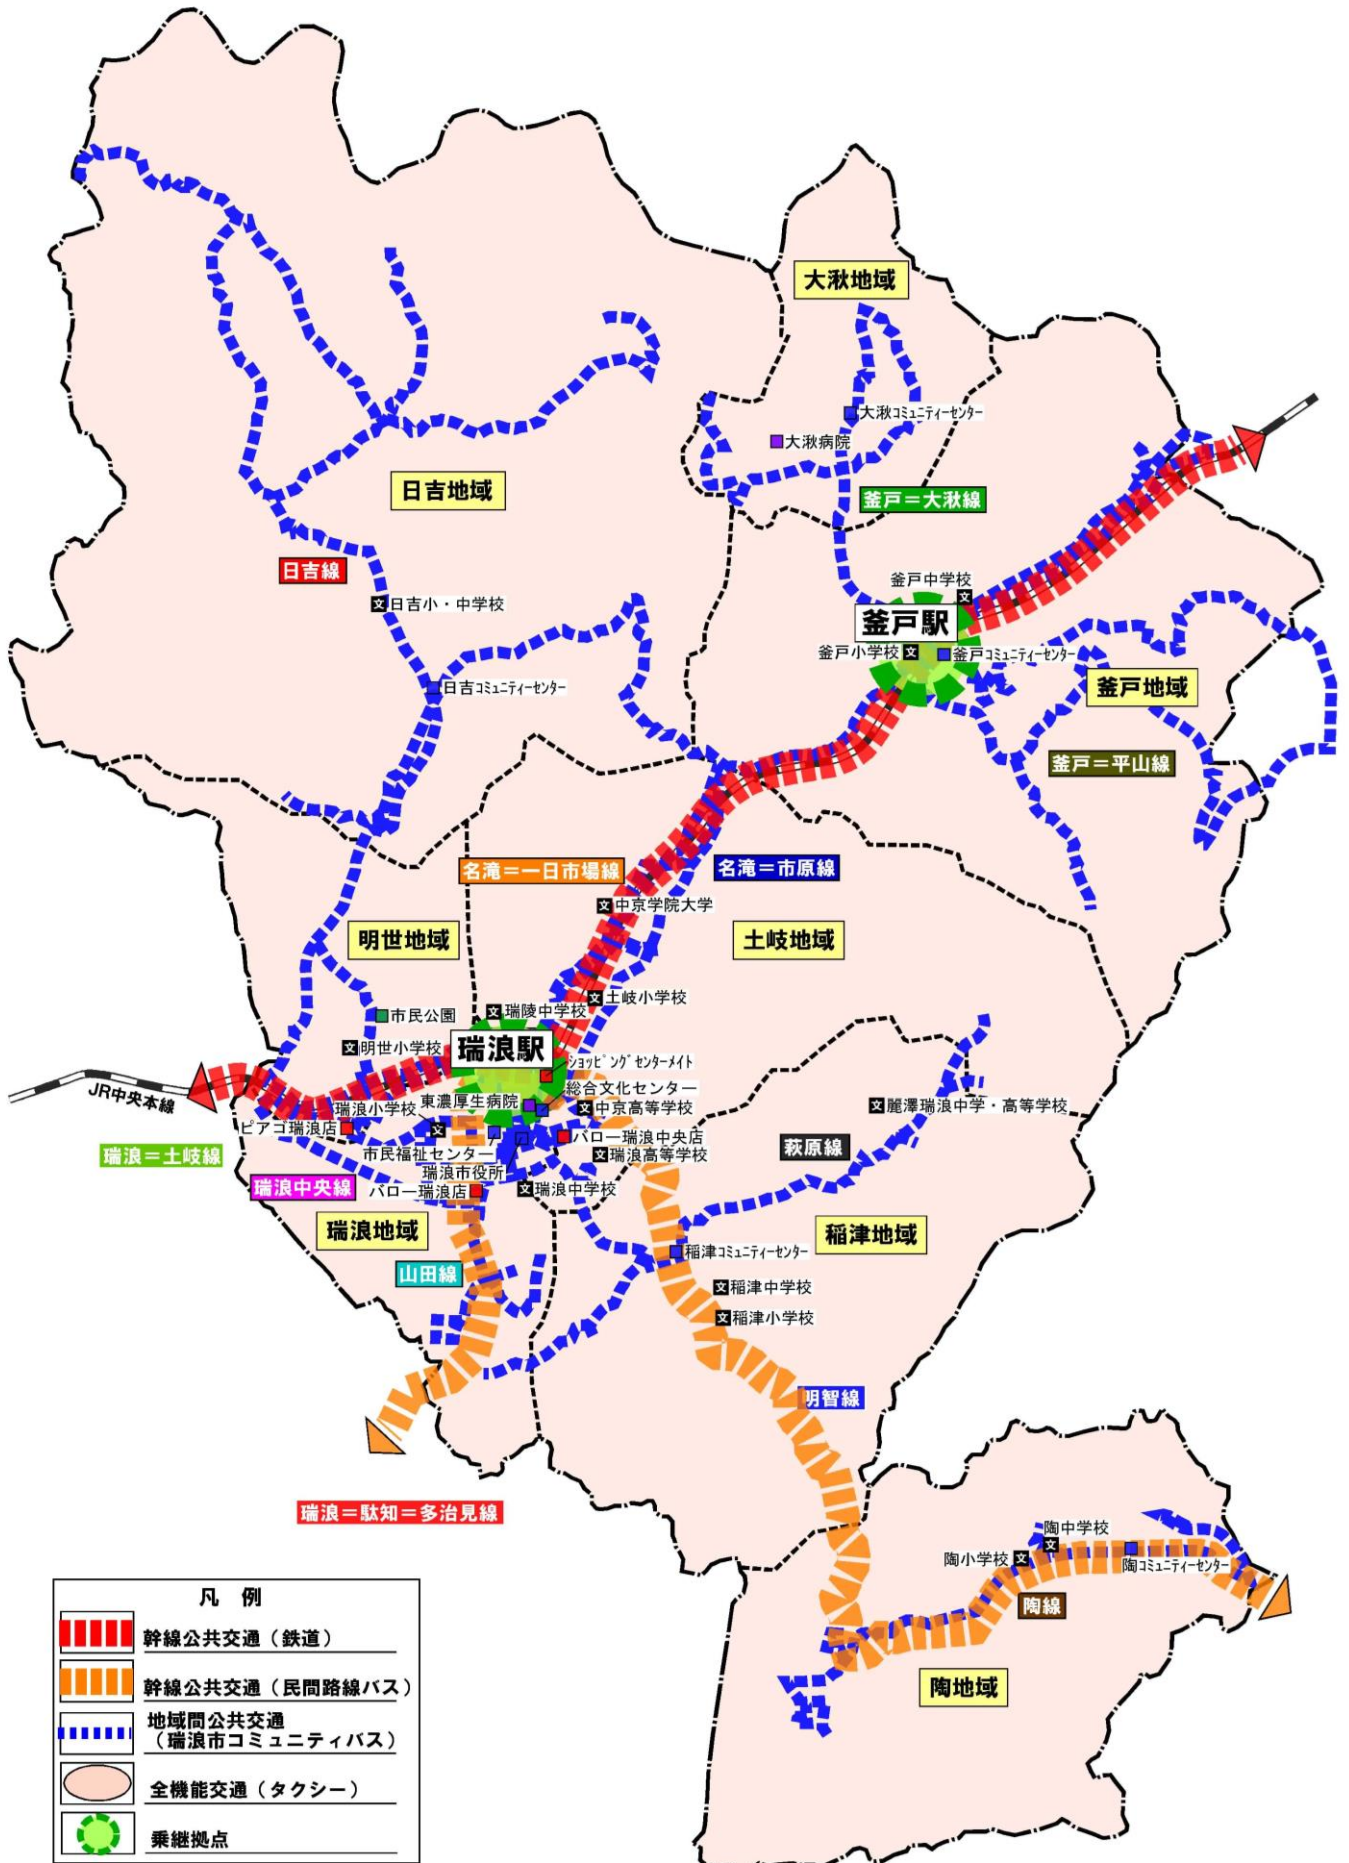 大湫地域
大湫コミュニティーセンター
大湫病院
日吉地域
釜戸＝大湫線
日吉線
釜戸中学校
日吉小・中学校
釜戸駅
釜戸小学校
釜戸コミュニティーセンター
日吉コミュニティーセンター
釜戸地域
釜戸＝平山線
名滝＝一日市場線
名滝＝市原線
中京学院大学
明世地域
土岐地域
土岐小学校
瑞陵中学校
市民公園
瑞浪駅
明世小学校
ショッピングセンターメイト
JR中央本線
総合文化センター
東濃厚生病院
瑞浪小学校
中京高等学校
麗澤瑞浪中学・高等学校
ピアゴ瑞浪店
バロー瑞浪中央店
萩原線
瑞浪＝土岐線
市民福祉センター
瑞浪高等学校
瑞浪市役所
瑞浪中央線
バロー瑞浪店
瑞浪中学校
瑞浪地域
稲津地域
稲津コミュニティーセンター
山田線
稲津中学校
稲津小学校
明智線
瑞浪＝駄知＝多治見線
陶中学校
陶小学校
陶コミュニティーセンター
陶線
陶地域
凡 例
幹線公共交通（鉄道）
幹線公共交通（民間路線バス）
地域間公共交通
（瑞浪市コミュニティバス）
全機能交通（タクシー）
乗継拠点